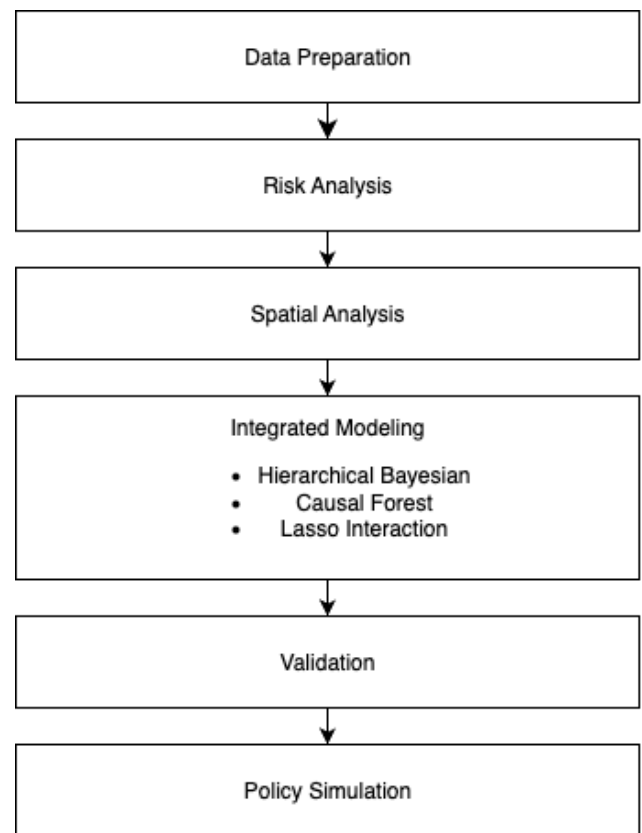 Data Preparation
Risk Analysis
Spatial Analysis
Integrated Modeling
• Hierarchical Bayesian
• Causal Forest
• Lasso Interaction
Validation
Policy Simulation